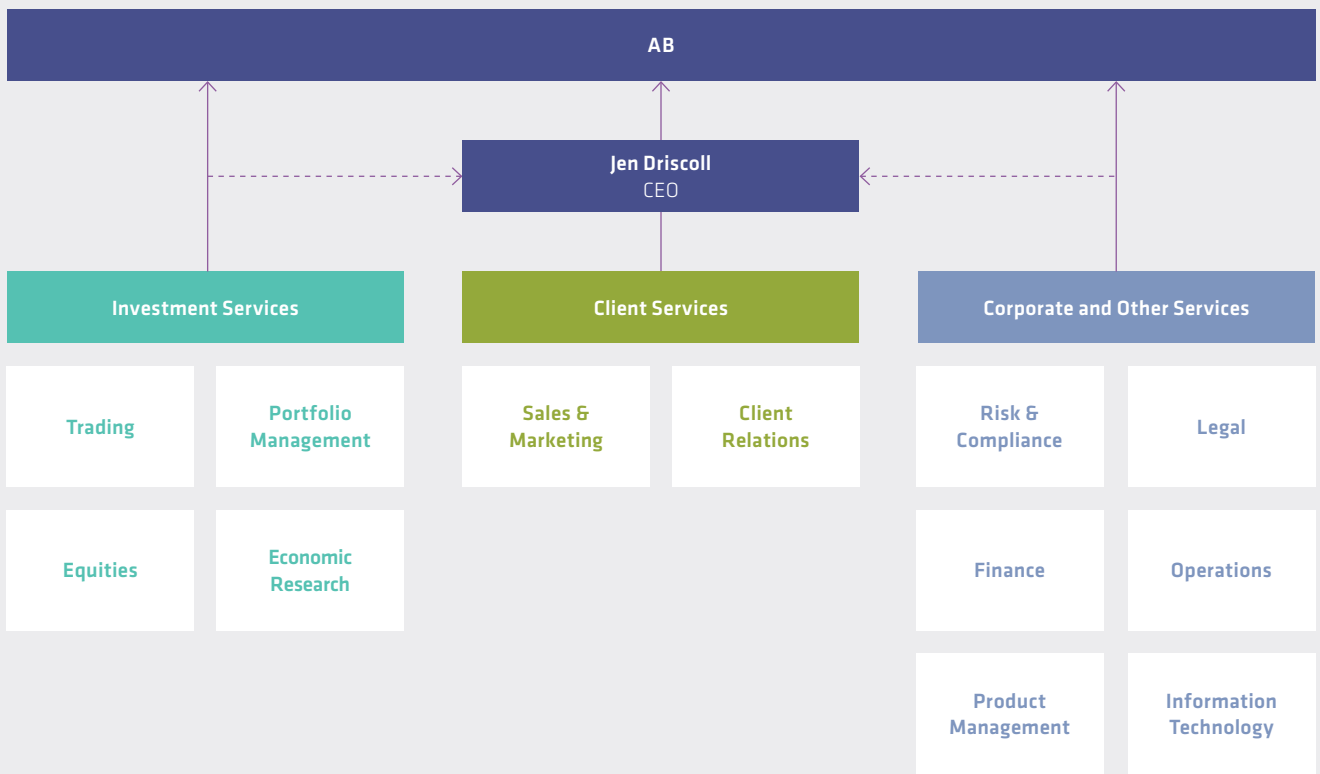 AB
Jen Driscoll
CEO
Investment Services
Client Services
Corporate and Other Services
Trading
Portfolio
Management
Sales &
Marketing
Client
Relations
Risk &
Compliance
Legal
Equities
Economic
Research
Finance
Operations
Product
Management
Information
Technology